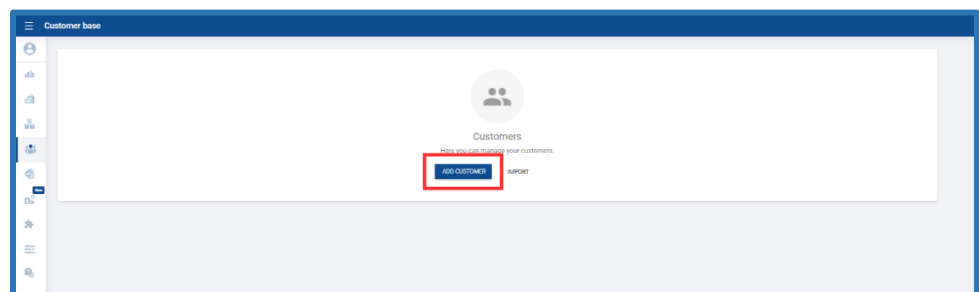 Customer base
New
Customers
Here you can manage your customers.
ADD CUSTOMER
IMPORT